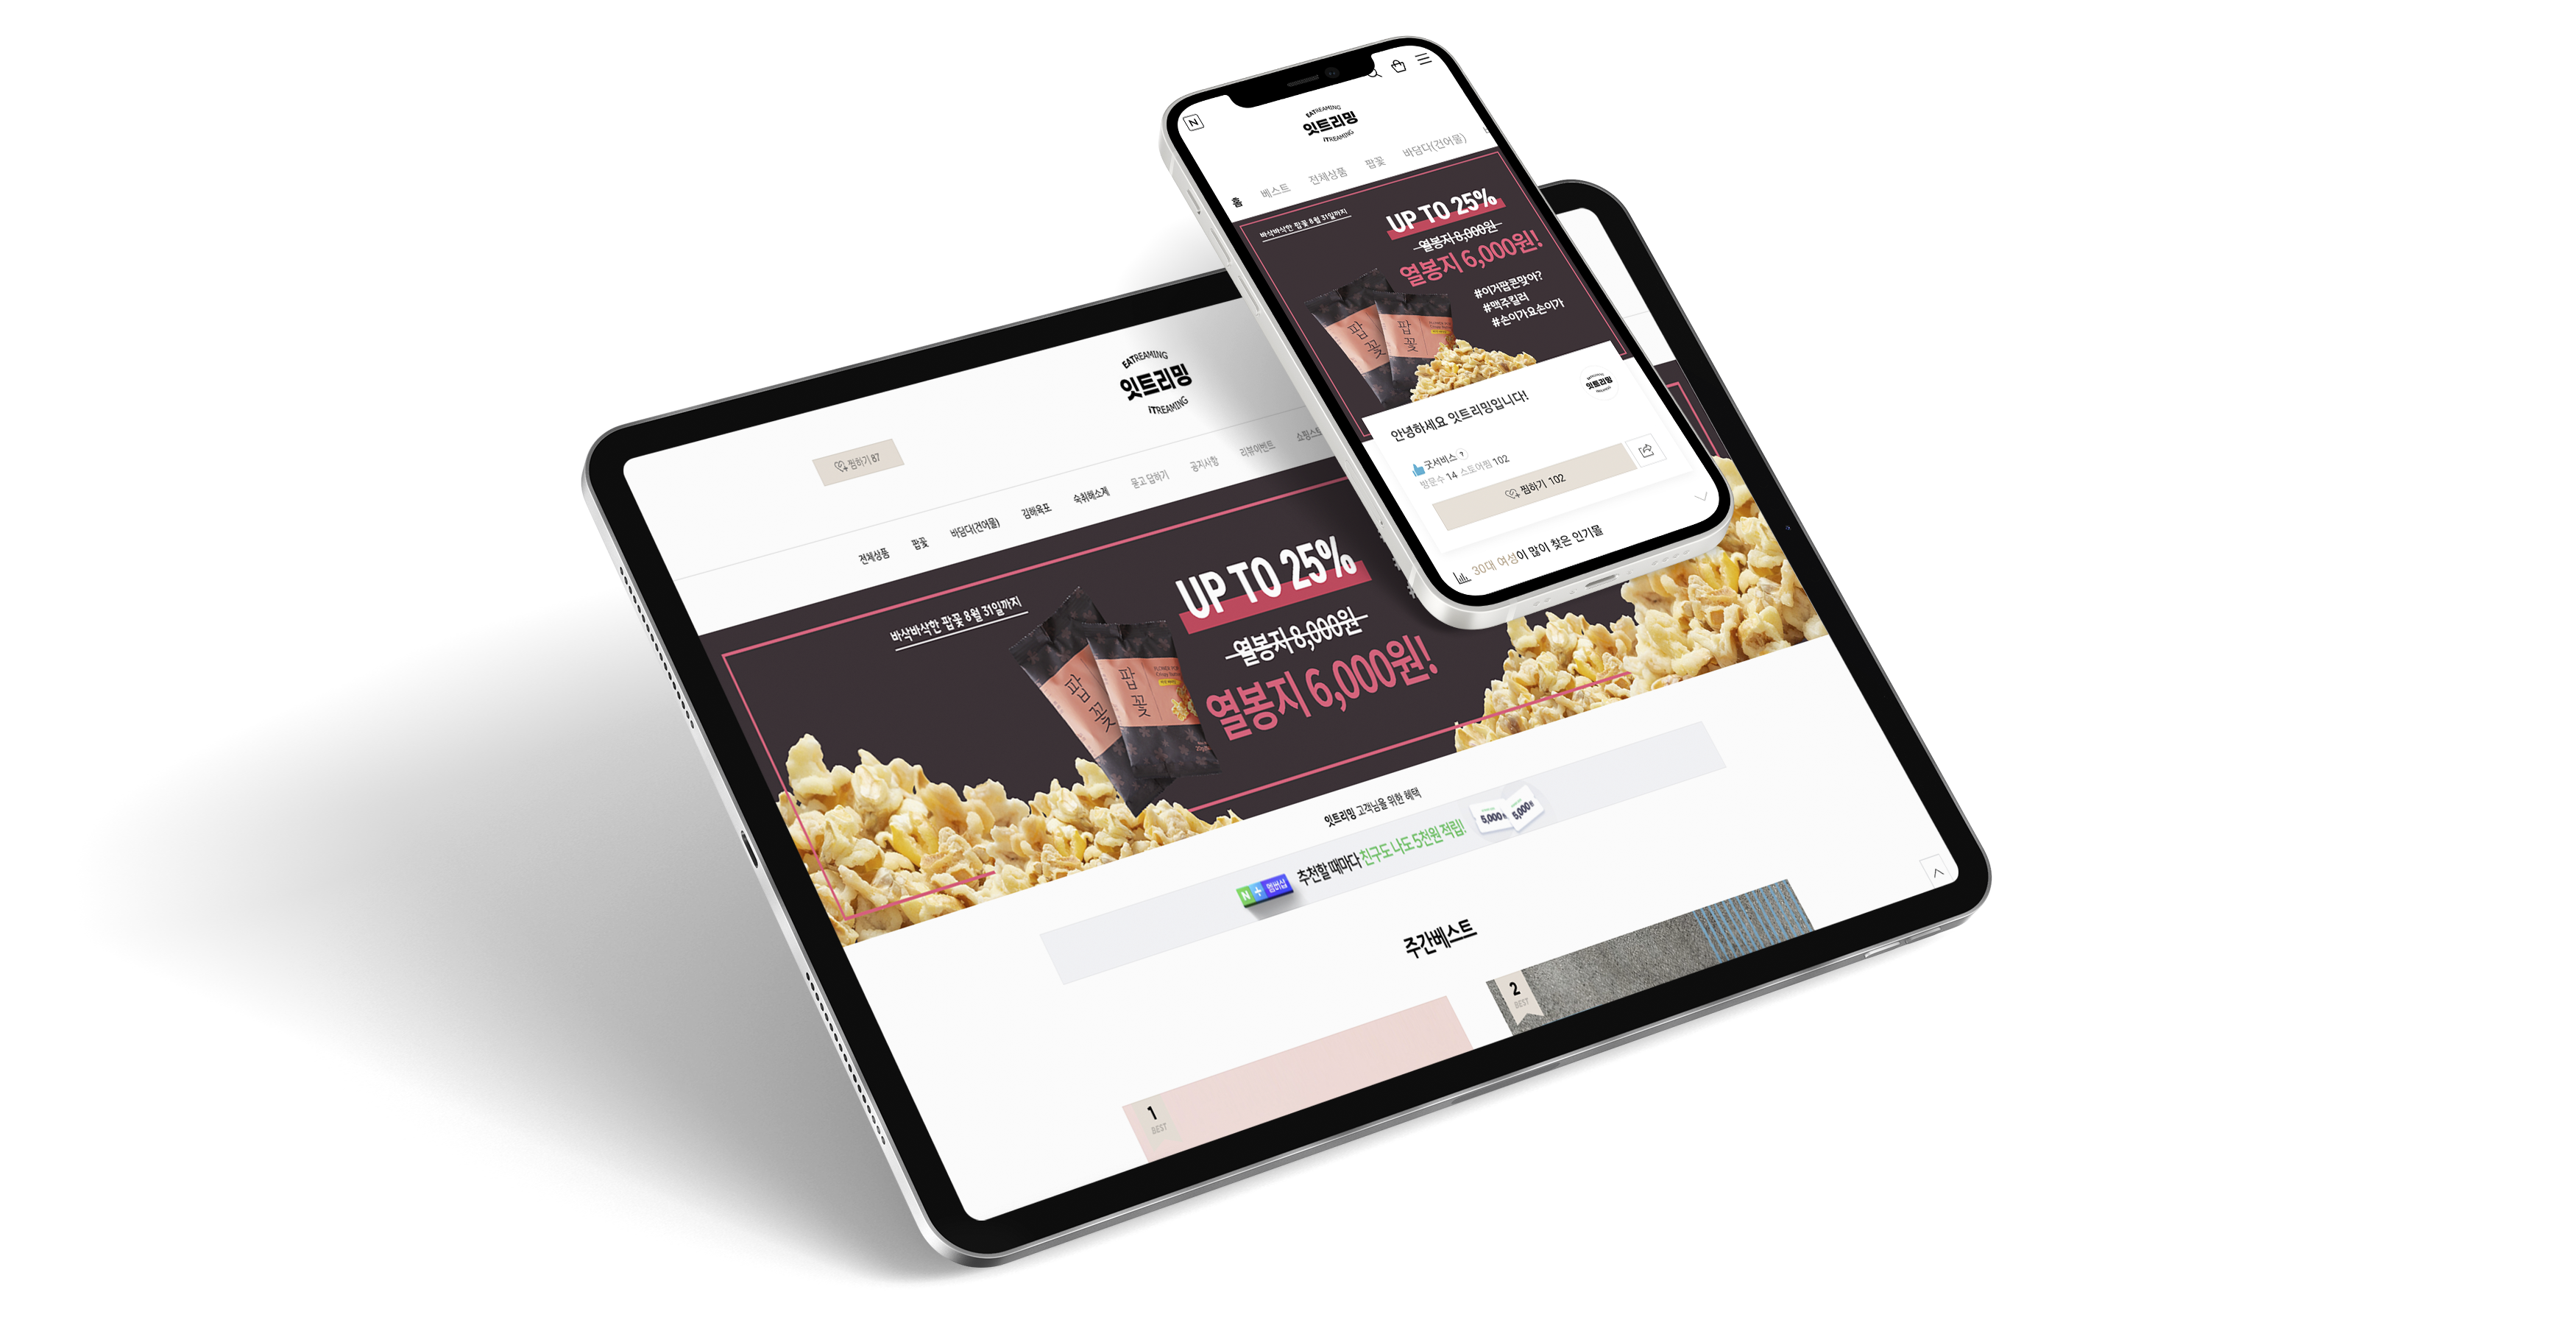 N
EATREAMING
잇트리밍
ITREAMING
홈 베스트 전체상품 팝꽃 바담다(건어물)
바삭바삭한 팝꽃 8월 31일까지
UP TO 25%
열봉지 8,000원
열봉지 6,000원!
#이거팝콘맞아?
#맥주킬러
#손이가요손이가
팝꽃
팝꽃
잇트리밍
안녕하세요 잇트리밍입니다!
굿서비스 ?
방문수 14 스토어찜 102
찜하기 102
30대 여성이 많이 찾은 인기몰
EATREAMING
잇트리밍
ITREAMING
찜하기 87
전체상품 팝꽃 바담다(건어물) 김해육포 숙취해소제 묻고 답하기 공지사항 리뷰이벤트 쇼핑스토
바삭바삭한 팝꽃 8월 31일까지
UP TO 25%
열봉지 8,000원
열봉지 6,000원!
팝꽃
팝꽃
잇트리밍 고객님을 위한 혜택
N+ 멤버십 추천할 때마다 친구도 나도 5천원 적립!
5,000원 5,000원
주간베스트
1
BEST
2
BEST